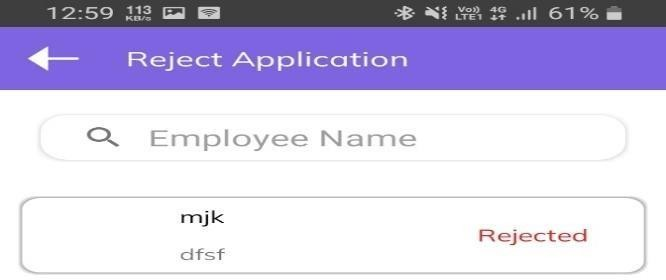 12:59 113 KB/s Vo)) LTE1 4G 61%
Reject Application
Employee Name
mjk
Rejected
dfsf